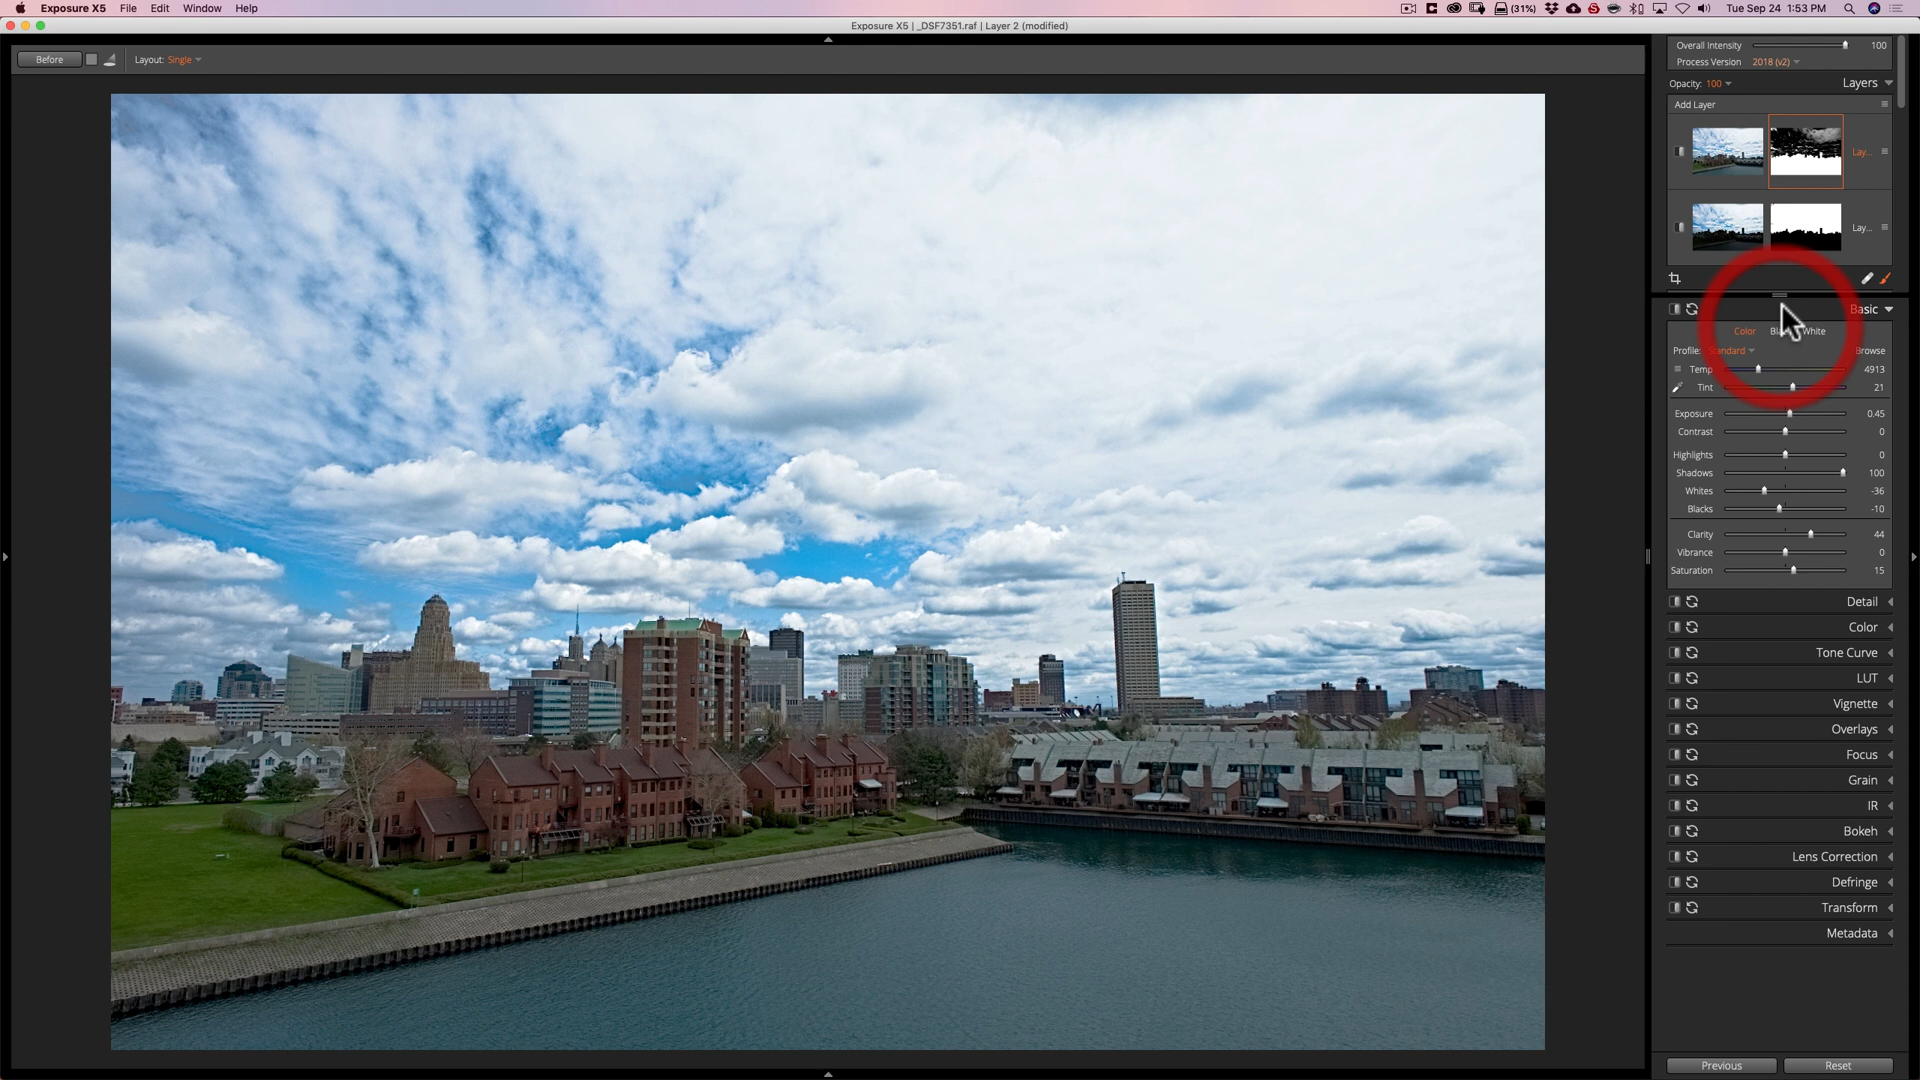 Exposure X5 File Edit Window Help (31%) Tue Sep 24 1:53 PM
Exposure X5 | _DSF7351.raf | Layer 2 (modified)
Before Layout: Single
Overall Intensity 100
Process Version 2018 (v2)
Opacity: 100 Layers
Add Layer
Lay...
Lay...
Basic
Color White
Profile: Standard Browse
Temp 4913
Tint 21
Exposure 0.45
Contrast 0
Highlights 0
Shadows 100
Whites -36
Blacks -10
Clarity 44
Vibrance 0
Saturation 15
Detail
Color
Tone Curve
LUT
Vignette
Overlays
Focus
Grain
IR
Bokeh
Lens Correction
Defringe
Transform
Metadata
Previous Reset